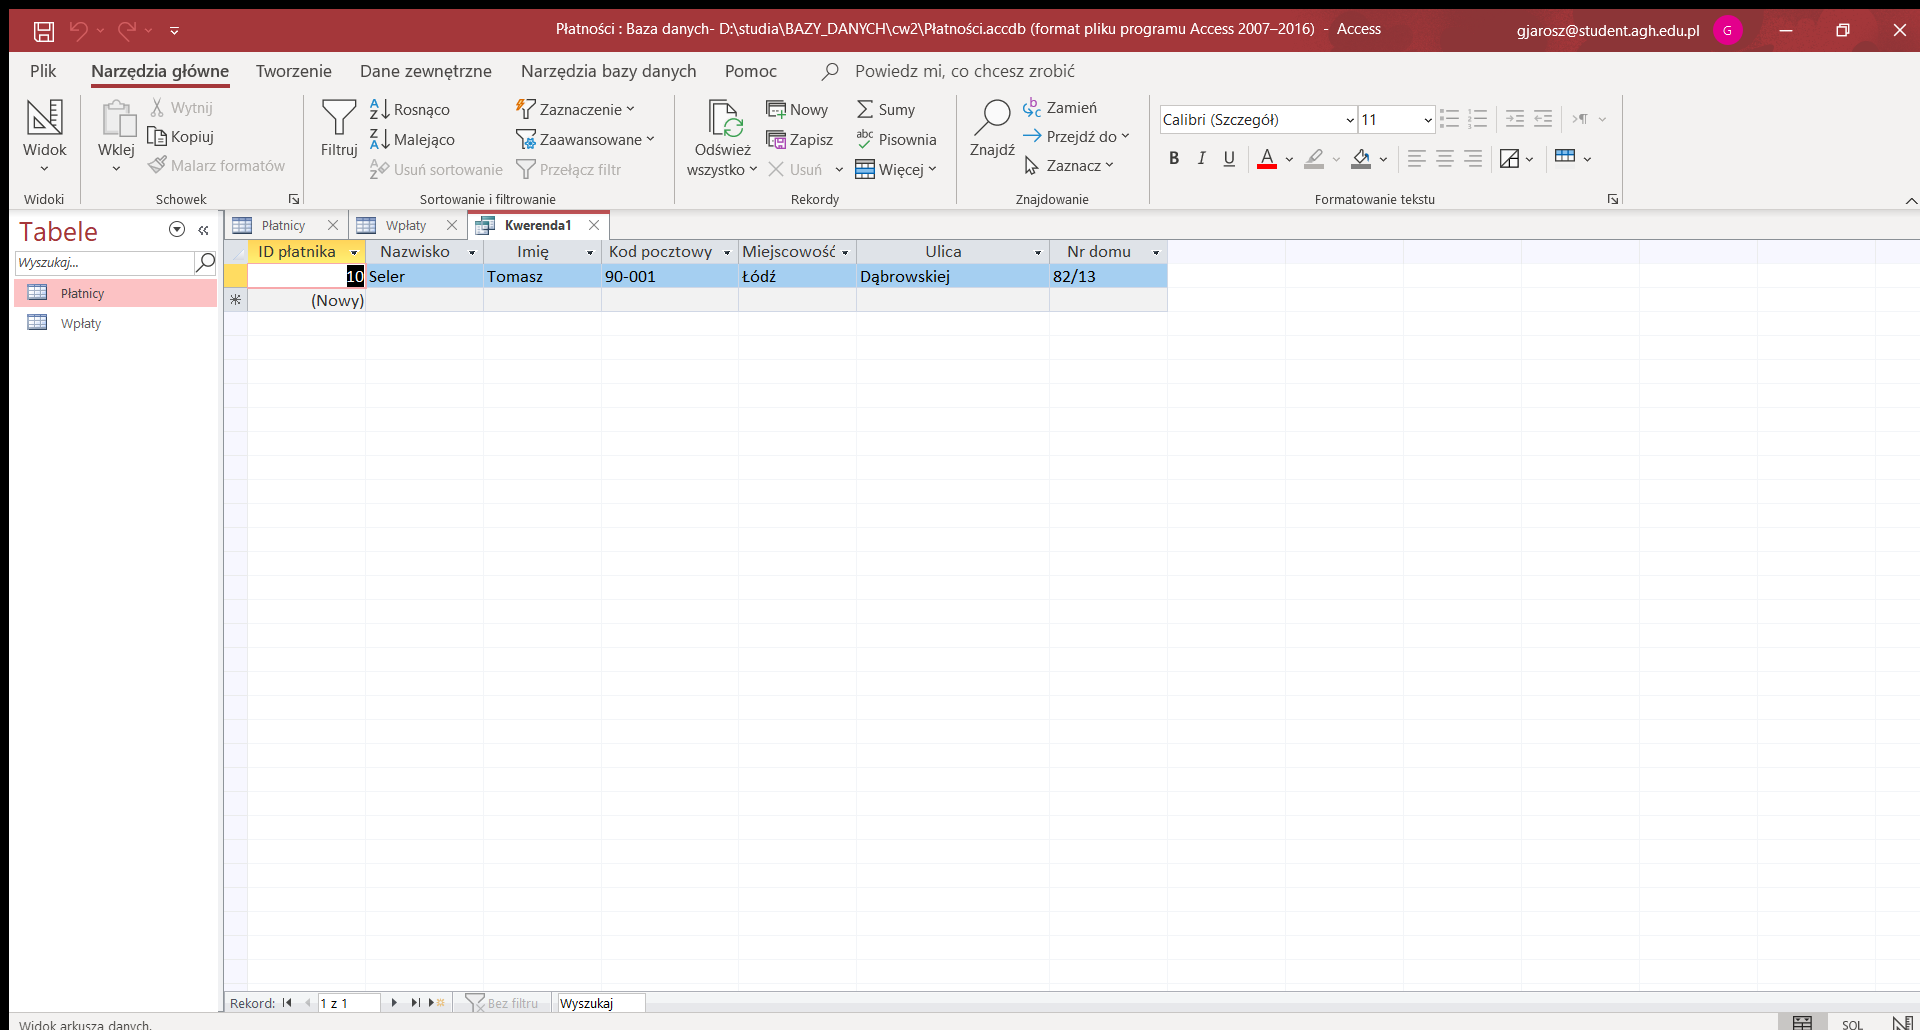 Płatności : Baza danych- D:\studia\BAZY_DANYCH\cw2\Płatności.accdb (format pliku programu Access 2007–2016) - Access
gjarosz@student.agh.edu.pl G
Plik Narzędzia główne Tworzenie Dane zewnętrzne Narzędzia bazy danych Pomoc Powiedz mi, co chcesz zrobić
Widok
Widoki
Wklej
Wytnij
Kopiuj
Malarz formatów
Schowek
Filtruj
Rosnąco
Malejąco
Usuń sortowanie
Zaznaczenie
Zaawansowane
Przełącz filtr
Sortowanie i filtrowanie
Odśwież
wszystko
Nowy
Zapisz
Usuń
Sumy
Pisownia
Więcej
Rekordy
Znajdź
Zamień
Przejdź do
Zaznacz
Znajdowanie
Calibri (Szczegół) 11
B I U A
Formatowanie tekstu
Tabele
Wyszukaj...
Płatnicy
Wpłaty
Płatnicy Wpłaty Kwerenda1
ID płatnika Nazwisko Imię Kod pocztowy Miejscowość Ulica Nr domu
10 Seler Tomasz 90-001 Łódź Dąbrowskiej 82/13
(Nowy)
Rekord: 1 z 1 Bez filtru Wyszukaj
Widok arkusza danych. SQL